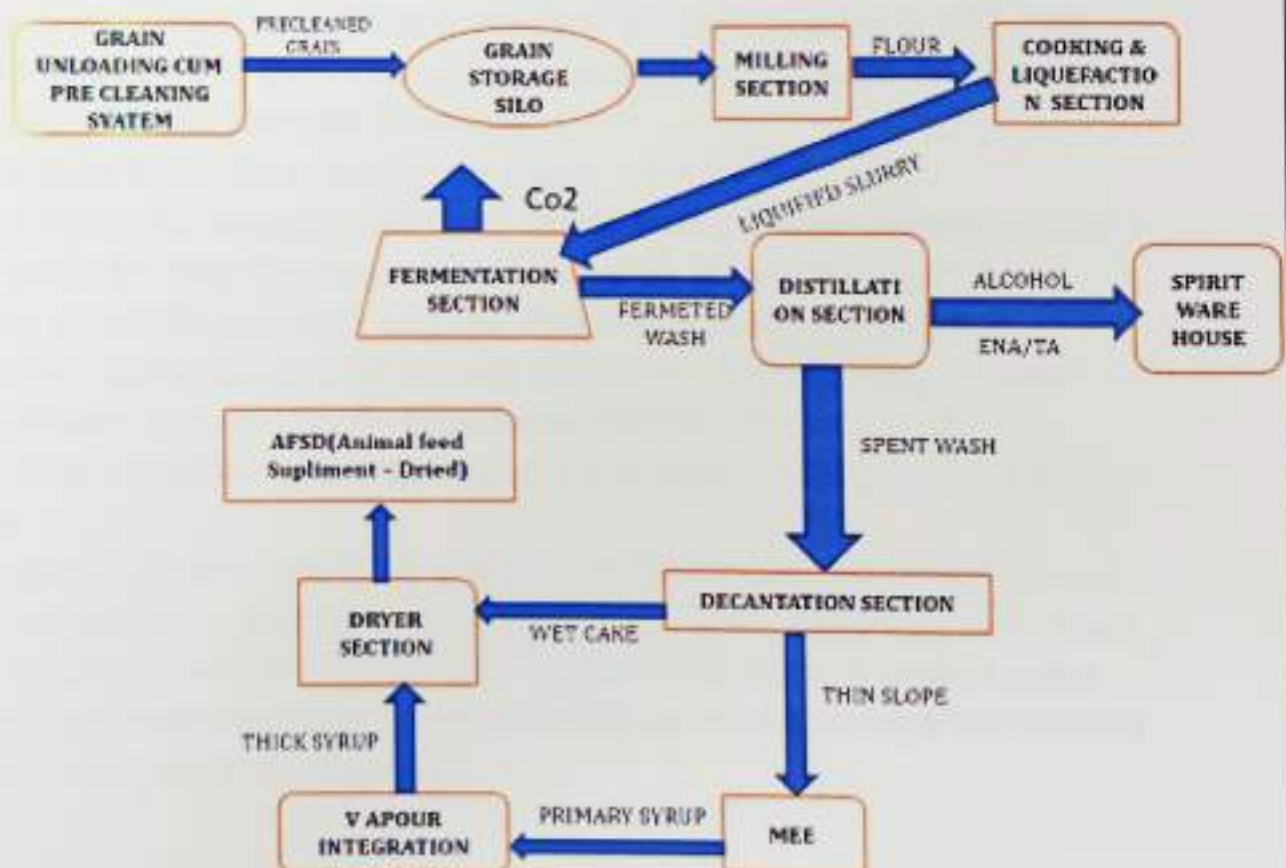 GRAIN
UNLOADING CUM
PRE CLEANING
SYATEM
PRECLEANED
GRAIN
GRAIN
STORAGE
SILO
MILLING
SECTION
FLOUR
COOKING &
LIQUEFACTIO
N SECTION
LIQUIFIED SLURRY
Co2
FERMENTATION
SECTION
FERMETED
WASH
DISTILLATI
ON SECTION
ALCOHOL
ENA/TA
SPIRIT
WARE
HOUSE
SPENT WASH
AFSD(Animal feed
Supliment - Dried)
DECANTATION SECTION
WET CAKE
DRYER
SECTION
THIN SLOPE
THICK SYRUP
V APOUR
INTEGRATION
PRIMARY SYRUP
MEE